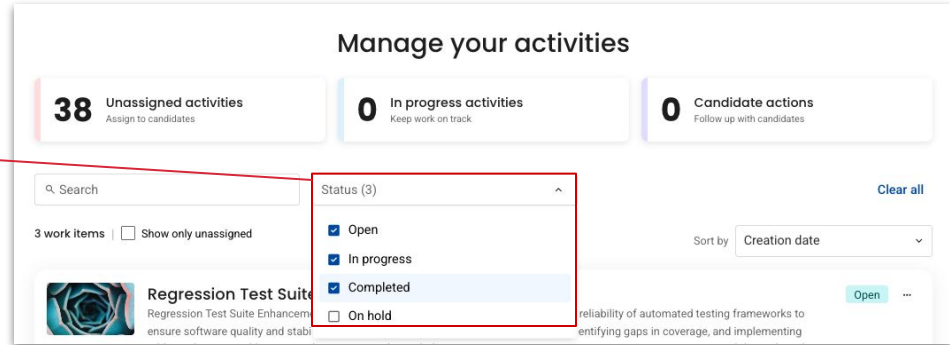 Manage your activities
38 Unassigned activities
Assign to candidates
0 In progress activities
Keep work on track
0 Candidate actions
Follow up with candidates
Search
Status (3)
Clear all
3 work items | Show only unassigned
Open
In progress
Completed
On hold
Sort by Creation date
Regression Test Suite
Open
Regression Test Suite reliability of automated testing frameworks to
ensure software quality and entifying gaps in coverage, and implementing